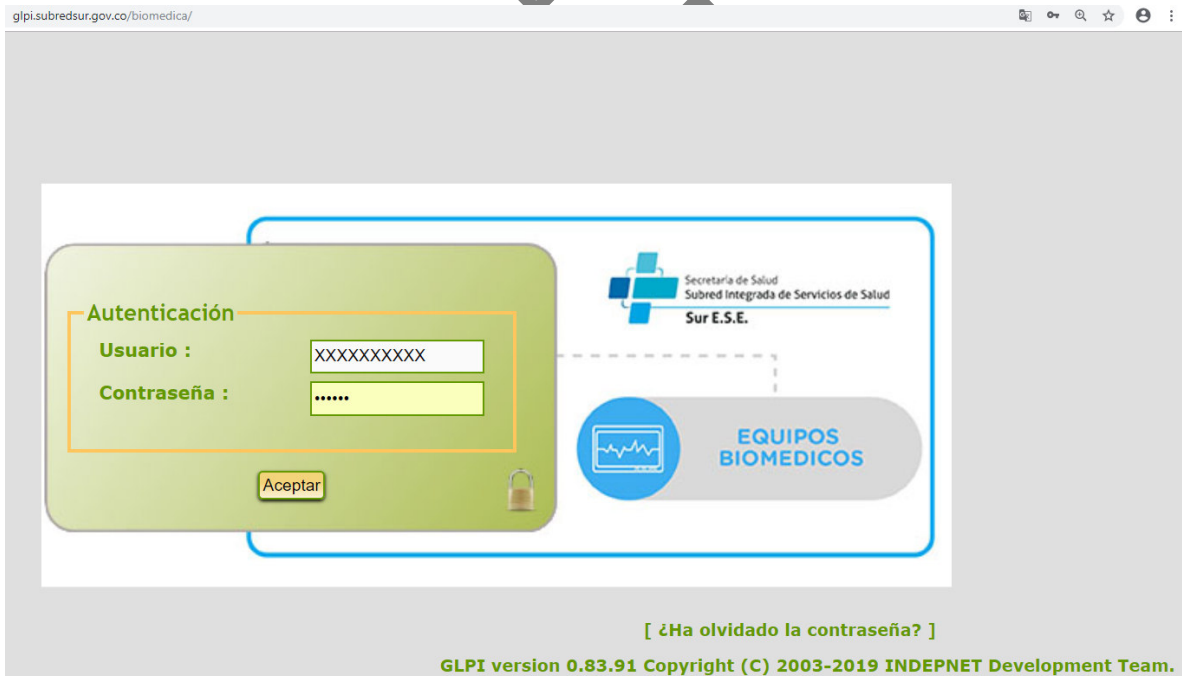 glpi.subredsur.gov.co/biomedica/
Secretaría de Salud
Subred Integrada de Servicios de Salud
Sur E.S.E.
Autenticación
Usuario :
XXXXXXXXXX
Contraseña :
••••••
EQUIPOS
BIOMEDICOS
Aceptar
[ ¿Ha olvidado la contraseña? ]
GLPI version 0.83.91 Copyright (C) 2003-2019 INDEPNET Development Team.